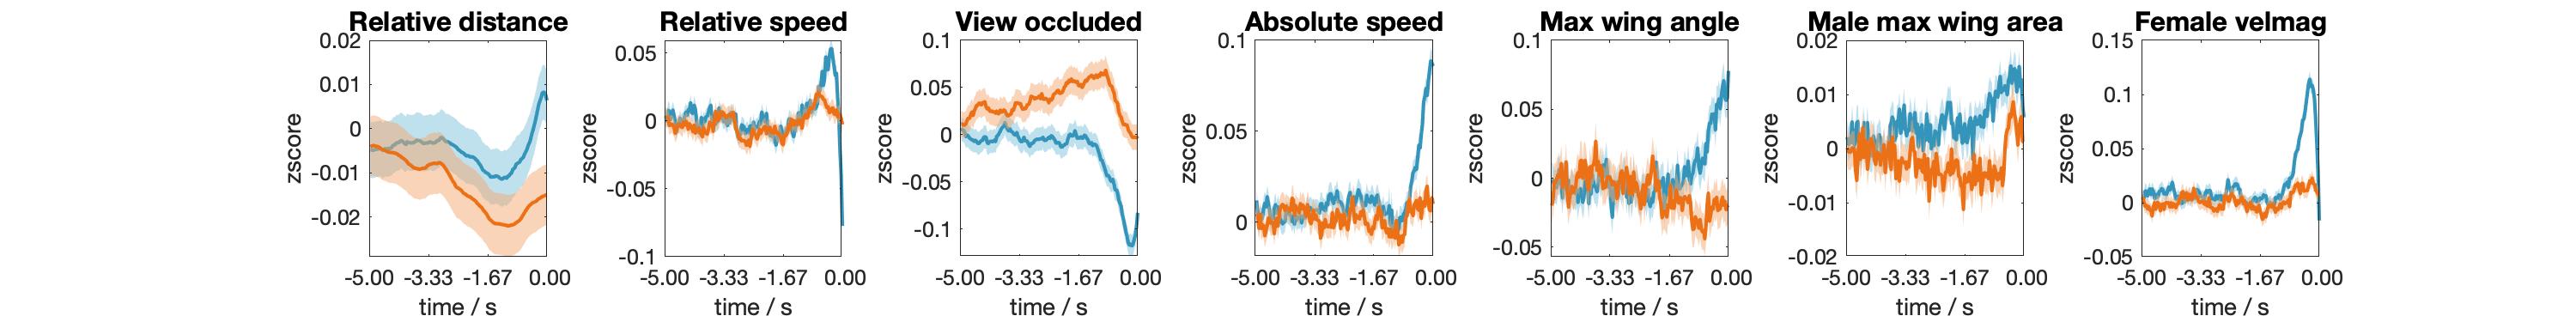 Relative distance
0.02
0.01
0
-0.01
-0.02
zscore
-5.00 -3.33 -1.67 0.00
time / s
Relative speed
0.05
0
-0.05
-0.1
zscore
-5.00 -3.33 -1.67 0.00
time / s
View occluded
0.1
0.05
0
-0.05
-0.1
zscore
-5.00 -3.33 -1.67 0.00
time / s
Absolute speed
0.1
0.05
0
zscore
-5.00 -3.33 -1.67 0.00
time / s
Max wing angle
0.1
0.05
0
-0.05
zscore
-5.00 -3.33 -1.67 0.00
time / s
Male max wing area
0.02
0.01
0
-0.01
-0.02
zscore
-5.00 -3.33 -1.67 0.00
time / s
Female velmag
0.15
0.1
0.05
0
-0.05
zscore
-5.00 -3.33 -1.67 0.00
time / s